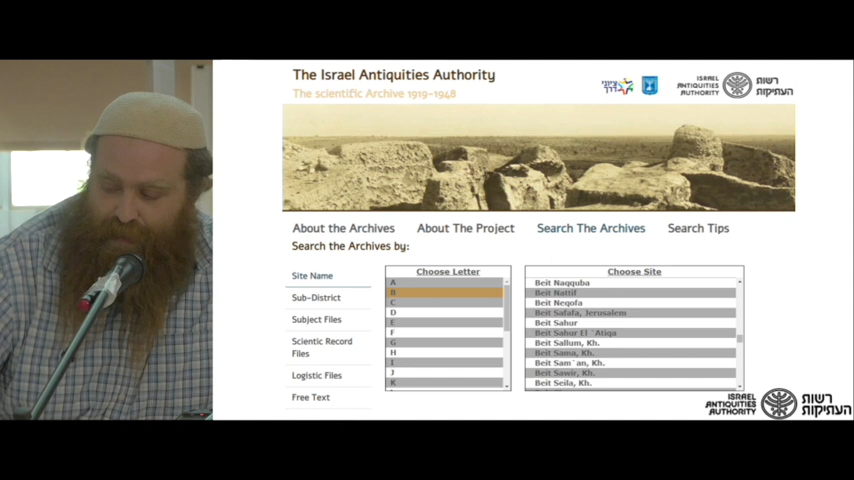 The Israel Antiquities Authority
The scientific Archive 1919-1948
ציוני דרך
ISRAEL ANTIQUITIES AUTHORITY
רשות העתיקות
About the Archives
About The Project
Search The Archives
Search Tips
Search the Archives by:
Site Name
Sub-District
Subject Files
Scientic Record
Files
Logistic Files
Free Text
Choose Letter
A
B
C
D
E
F
G
H
I
J
K
Choose Site
Beit Naqquba
Beit Nattif
Beit Neqofa
Beit Safafa, Jerusalem
Beit Sahur
Beit Sahur El `Atiqa
Beit Sallum, Kh.
Beit Sama, Kh.
Beit Sam`an, Kh.
Beit Sawir, Kh.
Beit Seila, Kh.
ISRAEL
ANTIQUITIES
AUTHORITY
רשות
העתיקות